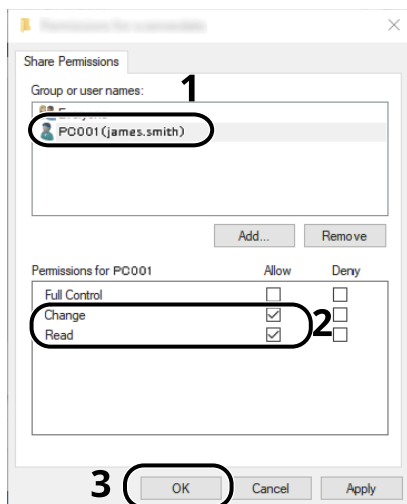 Share Permissions
1
Group or user names:
Everyone
PC001(james.smith)
Add... Remove
Permissions for PC001 Allow Deny
Full Control
Change
2
Read
3
OK Cancel Apply